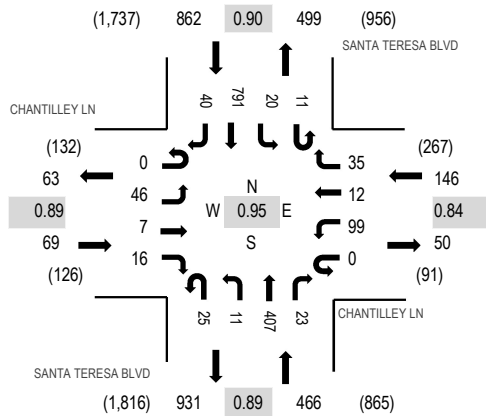 (1,737) 862 0.90 499 (956)
SANTA TERESA BLVD
CHANTILLEY LN
40 791 20 11
(132) (267)
0 35
63 146
46 12
N
0.89 W 0.95 E 0.84
7 99
S
69 50
16 0
(126) (91)
25 11 407 23
CHANTILLEY LN
SANTA TERESA BLVD
(1,816) 931 0.89 466 (865)